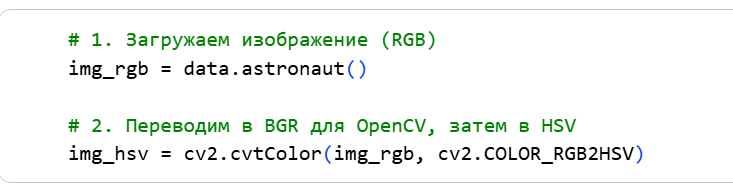 # 1. Загружаем изображение (RGB)
img_rgb = data.astronaut()
# 2. Переводим в BGR для OpenCV, затем в HSV
img_hsv = cv2.cvtColor(img_rgb, cv2.COLOR_RGB2HSV)